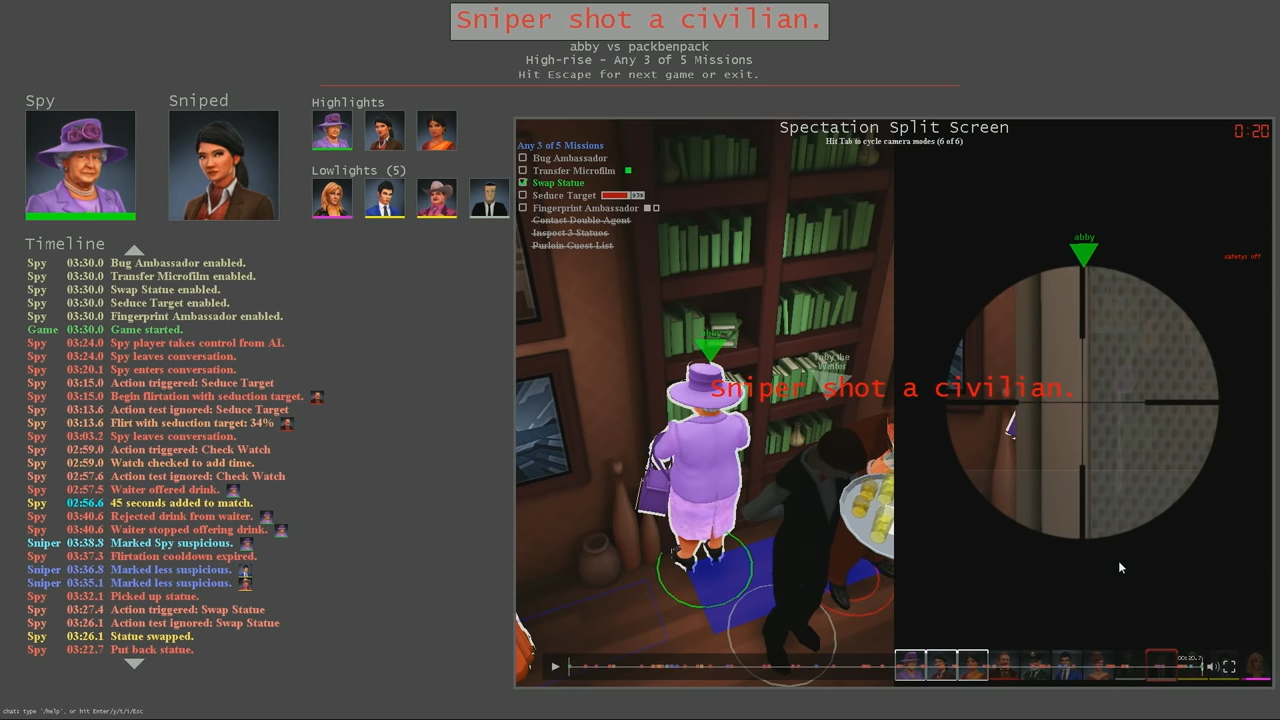 Sniper shot a civilian.
abby vs packbenpack
High-rise - Any 3 of 5 Missions
Hit Escape for next game or exit.
Spy
Sniped
Highlights
Lowlights (5)
Timeline
Spy 03:30.0 Bug Ambassador enabled.
Spy 03:30.0 Transfer Microfilm enabled.
Spy 03:30.0 Swap Statue enabled.
Spy 03:30.0 Seduce Target enabled.
Spy 03:30.0 Fingerprint Ambassador enabled.
Game 03:30.0 Game started.
Spy 03:24.0 Spy player takes control from AI.
Spy 03:24.0 Spy leaves conversation.
Spy 03:20.1 Spy enters conversation.
Spy 03:15.0 Action triggered: Seduce Target
Spy 03:15.0 Begin flirtation with seduction target.
Spy 03:13.6 Action test ignored: Seduce Target
Spy 03:13.6 Flirt with seduction target: 34%
Spy 03:03.2 Spy leaves conversation.
Spy 02:59.0 Action triggered: Check Watch
Spy 02:59.0 Watch checked to add time.
Spy 02:57.6 Action test ignored: Check Watch
Spy 02:57.5 Waiter offered drink.
Spy 02:56.6 45 seconds added to match.
Spy 03:40.6 Rejected drink from waiter.
Spy 03:40.6 Waiter stopped offering drink.
Sniper 03:38.8 Marked Spy suspicious.
Spy 03:37.3 Flirtation cooldown expired.
Sniper 03:36.8 Marked less suspicious.
Sniper 03:35.1 Marked less suspicious.
Spy 03:32.1 Picked up statue.
Spy 03:27.4 Action triggered: Swap Statue
Spy 03:26.1 Action test ignored: Swap Statue
Spy 03:26.1 Statue swapped.
Spy 03:22.7 Put back statue.
chat: type '/help', or hit Enter/y/t/i/Esc
Spectation Split Screen
Hit Tab to cycle camera modes (6 of 6)
0:20
Any 3 of 5 Missions
Bug Ambassador
Transfer Microfilm
Swap Statue
Seduce Target 93%
Fingerprint Ambassador
Contact Double Agent
Inspect 3 Statues
Purloin Guest List
abby
safetys off
abby
Toby the
Waiter
Sniper shot a civilian.
00:20.7